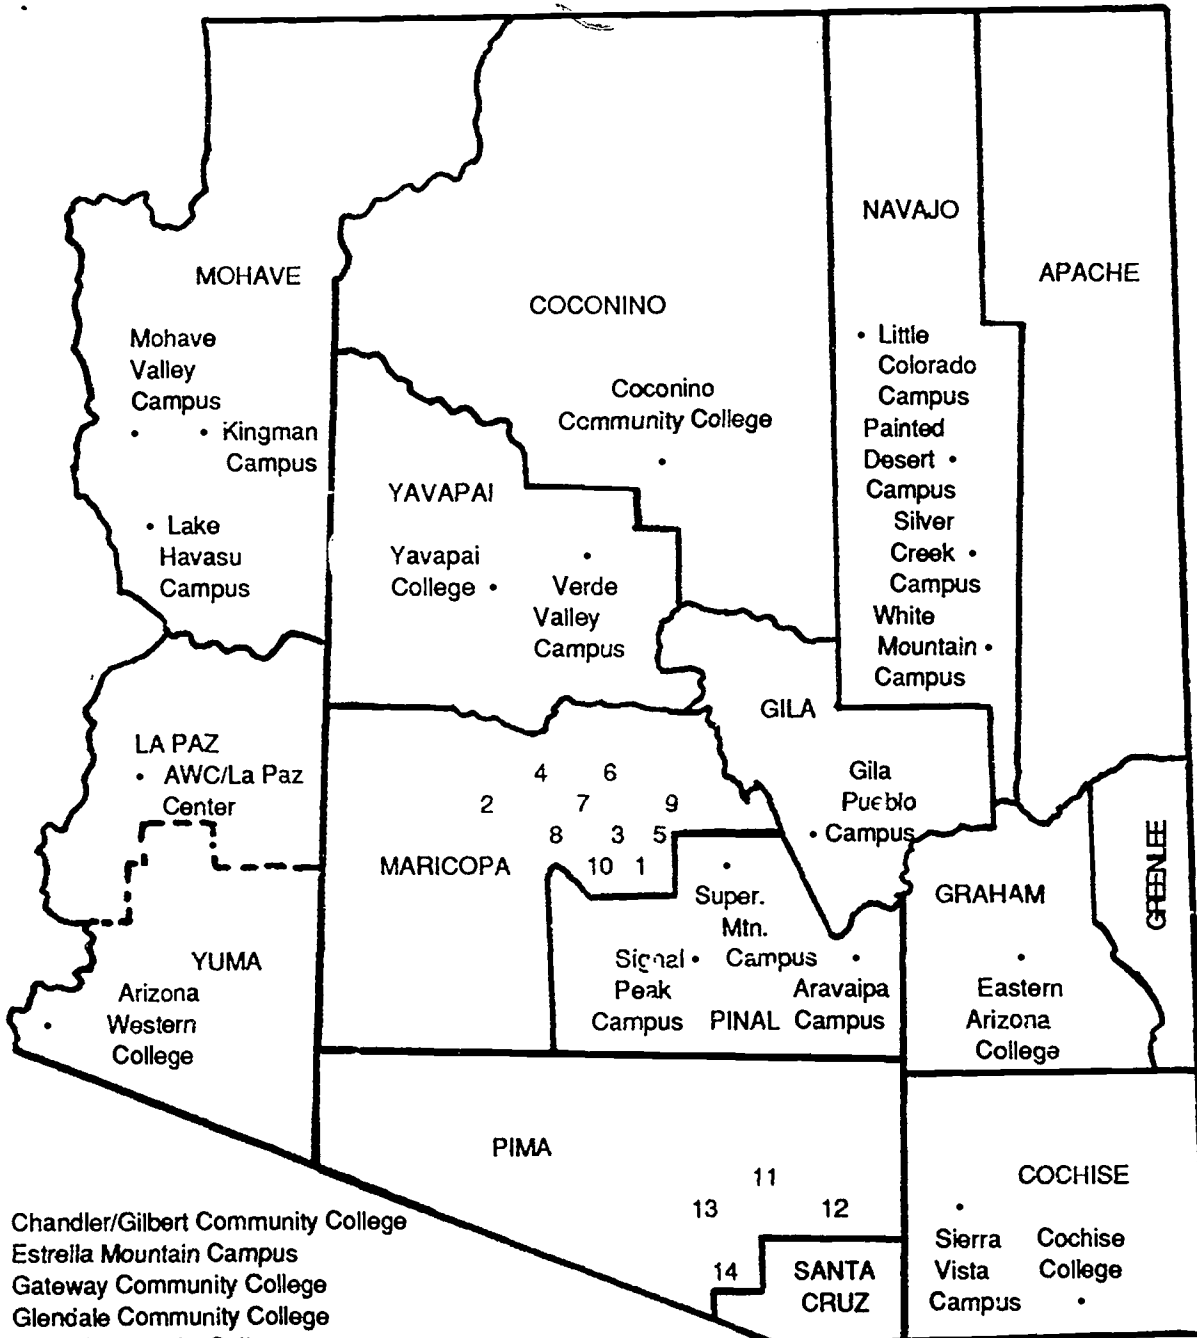 NAVAJO
MOHAVE
APACHE
COCONINO
Mohave
Valley
Campus
Kingman
Campus
Lake
Havasu
Campus
Coconino
Community College
Little
Colorado
Campus
Painted
Desert
Campus
Silver
Creek
Campus
White
Mountain
Campus
YAVAPAI
Yavapai
College
Verde
Valley
Campus
GILA
Gila
Pueblo
Campus
LA PAZ
AWC/La Paz
Center
4 6
2 7 9
8 3 5
MARICOPA 10 1
GREENLEE
Super.
Mtn.
Campus
GRAHAM
YUMA
Arizona
Western
College
Signal
Peak
Campus
PINAL
Aravaipa
Campus
Eastern
Arizona
College
PIMA
11
13 12
14
SANTA
CRUZ
COCHISE
Sierra
Vista
Campus
Cochise
College
Chandler/Gilbert Community College
Estrella Mountain Campus
Gateway Community College
Glendale Community College